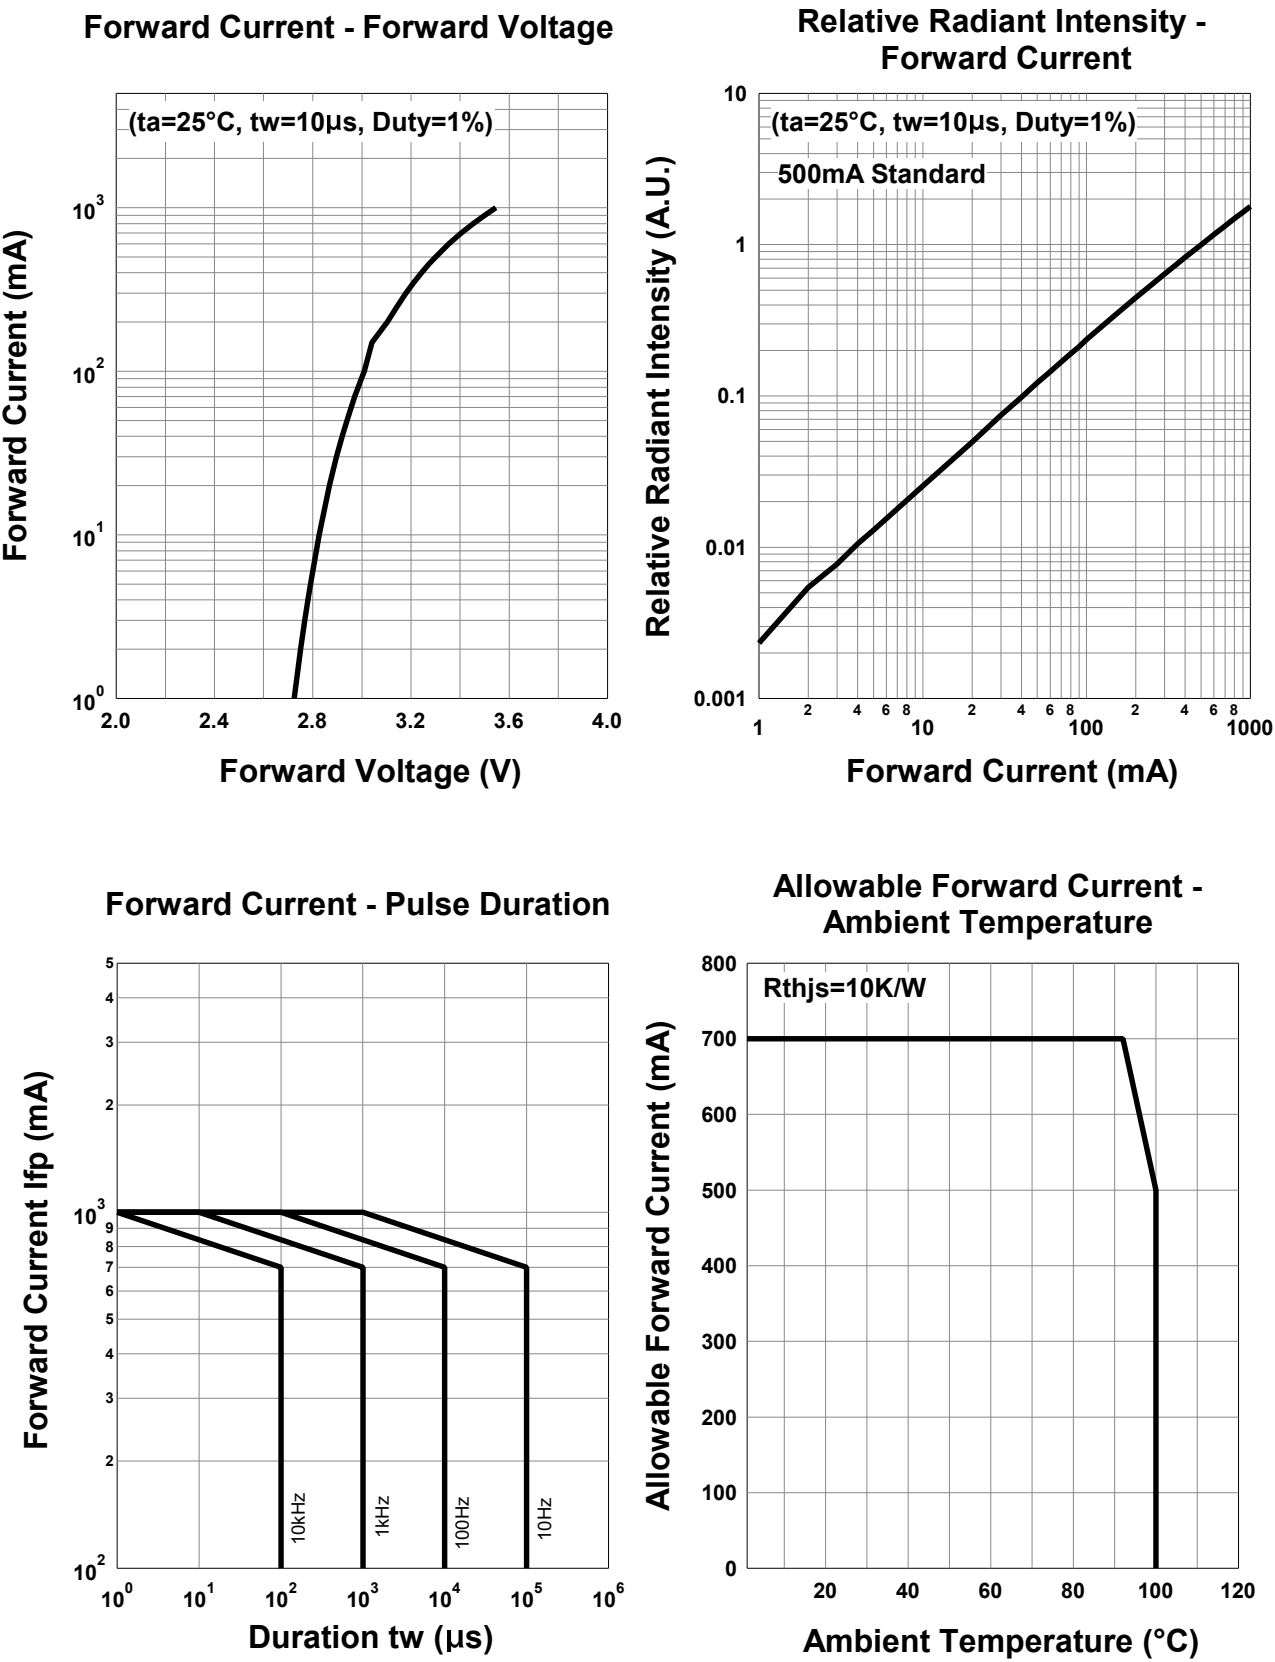 Forward Current - Forward Voltage
(ta=25°C, tw=10μs, Duty=1%)
10³
10²
10¹
10⁰
2.0 2.4 2.8 3.2 3.6 4.0
Forward Current (mA)
Forward Voltage (V)
Relative Radiant Intensity -
Forward Current
(ta=25°C, tw=10μs, Duty=1%)
500mA Standard
10
1
0.1
0.01
0.001
2 4 6 8 2 4 6 8 2 4 6 8
1 10 100 1000
Relative Radiant Intensity (A.U.)
Forward Current (mA)
Forward Current - Pulse Duration
5
4
3
2
10³
9
8
7
6
5
4
3
2
10²
10kHz
1kHz
100Hz
10Hz
10⁰ 10¹ 10² 10³ 10⁴ 10⁵ 10⁶
Forward Current Ifp (mA)
Duration tw (μs)
Allowable Forward Current -
Ambient Temperature
Rthjs=10K/W
800
700
600
500
400
300
200
100
0
20 40 60 80 100 120
Allowable Forward Current (mA)
Ambient Temperature (°C)